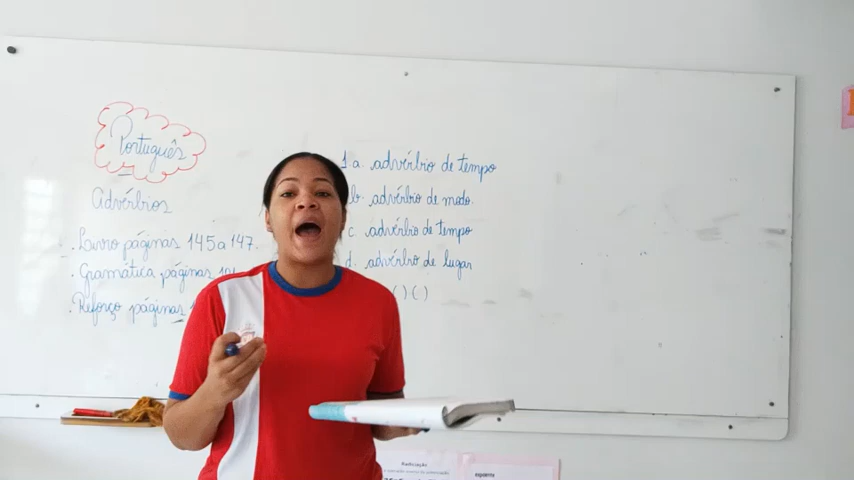 Português
Advérbios
. Livro páginas 145 a 147.
. Gramática páginas
. Reforço páginas
1 a. advérbio de tempo
b. advérbio de modo.
c. advérbio de tempo
d. advérbio de lugar
( ) ( )
Radiciação